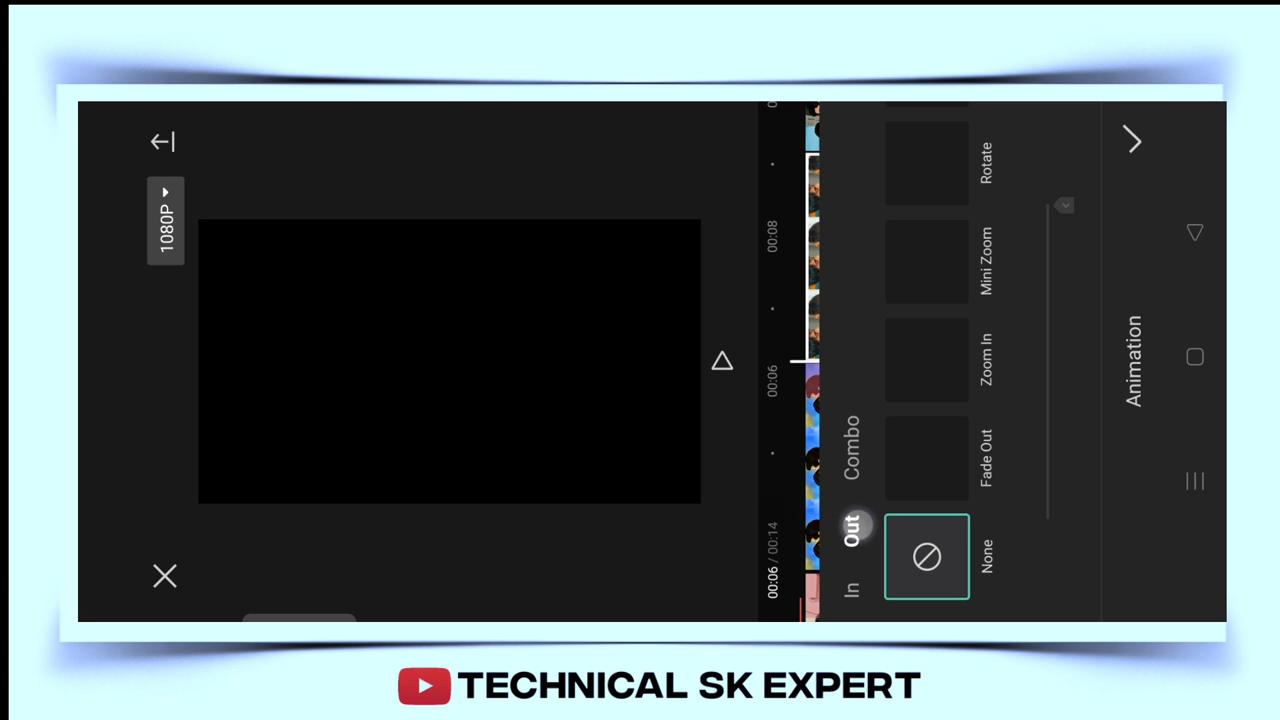 1080P
00:06 / 00:14
00:06
00:08
In
Out
Combo
None
Fade Out
Zoom In
Mini Zoom
Rotate
Animation
TECHNICAL SK EXPERT